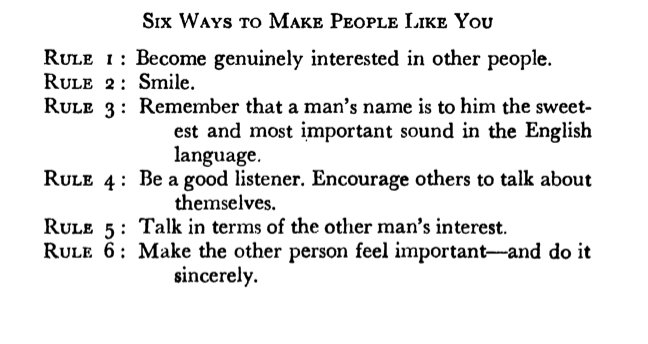 Six Ways to Make People Like You
Rule 1 : Become genuinely interested in other people.
Rule 2 : Smile.
Rule 3 : Remember that a man's name is to him the sweet-
est and most important sound in the English
language.
Rule 4 : Be a good listener. Encourage others to talk about
themselves.
Rule 5 : Talk in terms of the other man's interest.
Rule 6 : Make the other person feel important—and do it
sincerely.